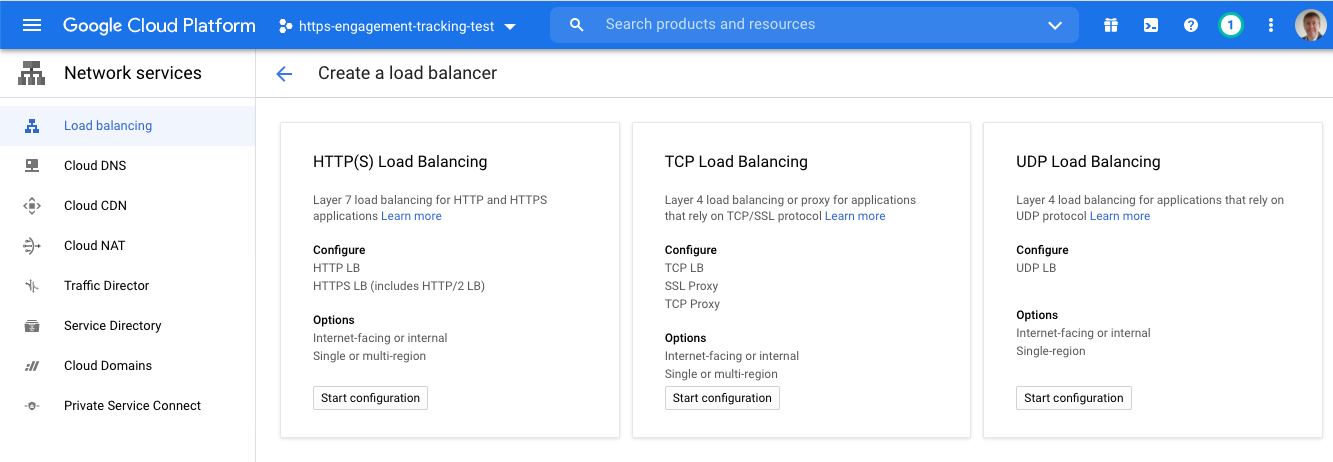 Google Cloud Platform
https-engagement-tracking-test
Search products and resources
1
Network services
Create a load balancer
Load balancing
Cloud DNS
Cloud CDN
Cloud NAT
Traffic Director
Service Directory
Cloud Domains
Private Service Connect
HTTP(S) Load Balancing
Layer 7 load balancing for HTTP and HTTPS
applications Learn more
Configure
HTTP LB
HTTPS LB (includes HTTP/2 LB)
Options
Internet-facing or internal
Single or multi-region
Start configuration
TCP Load Balancing
Layer 4 load balancing or proxy for applications
that rely on TCP/SSL protocol Learn more
Configure
TCP LB
SSL Proxy
TCP Proxy
Options
Internet-facing or internal
Single or multi-region
Start configuration
UDP Load Balancing
Layer 4 load balancing for applications that rely on
UDP protocol Learn more
Configure
UDP LB
Options
Internet-facing or internal
Single-region
Start configuration